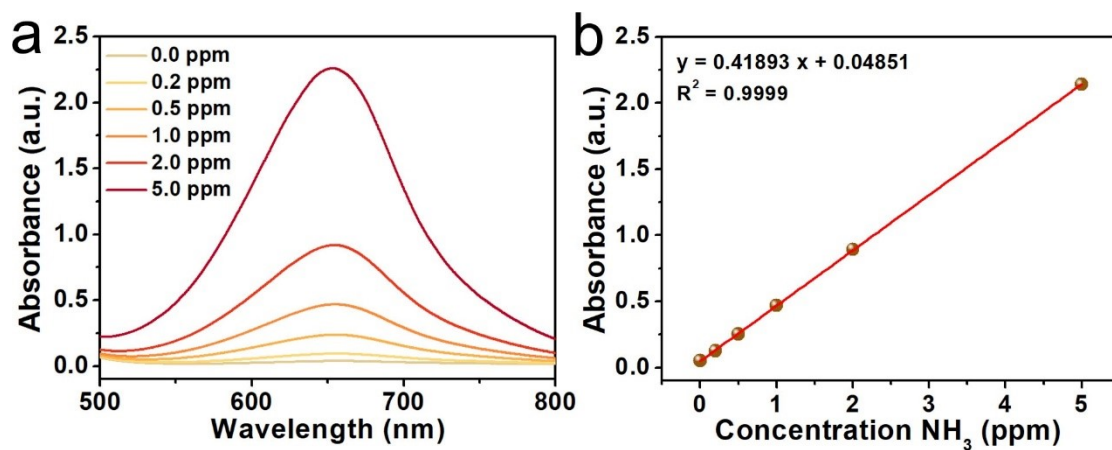 a
2.5
2.0
1.5
1.0
0.5
0.0
Absorbance (a.u.)
0.0 ppm
0.2 ppm
0.5 ppm
1.0 ppm
2.0 ppm
5.0 ppm
500
600
700
800
Wavelength (nm)
b
2.5
2.0
1.5
1.0
0.5
0.0
Absorbance (a.u.)
y = 0.41893 x + 0.04851
R² = 0.9999
0
1
2
3
4
5
Concentration NH₃ (ppm)